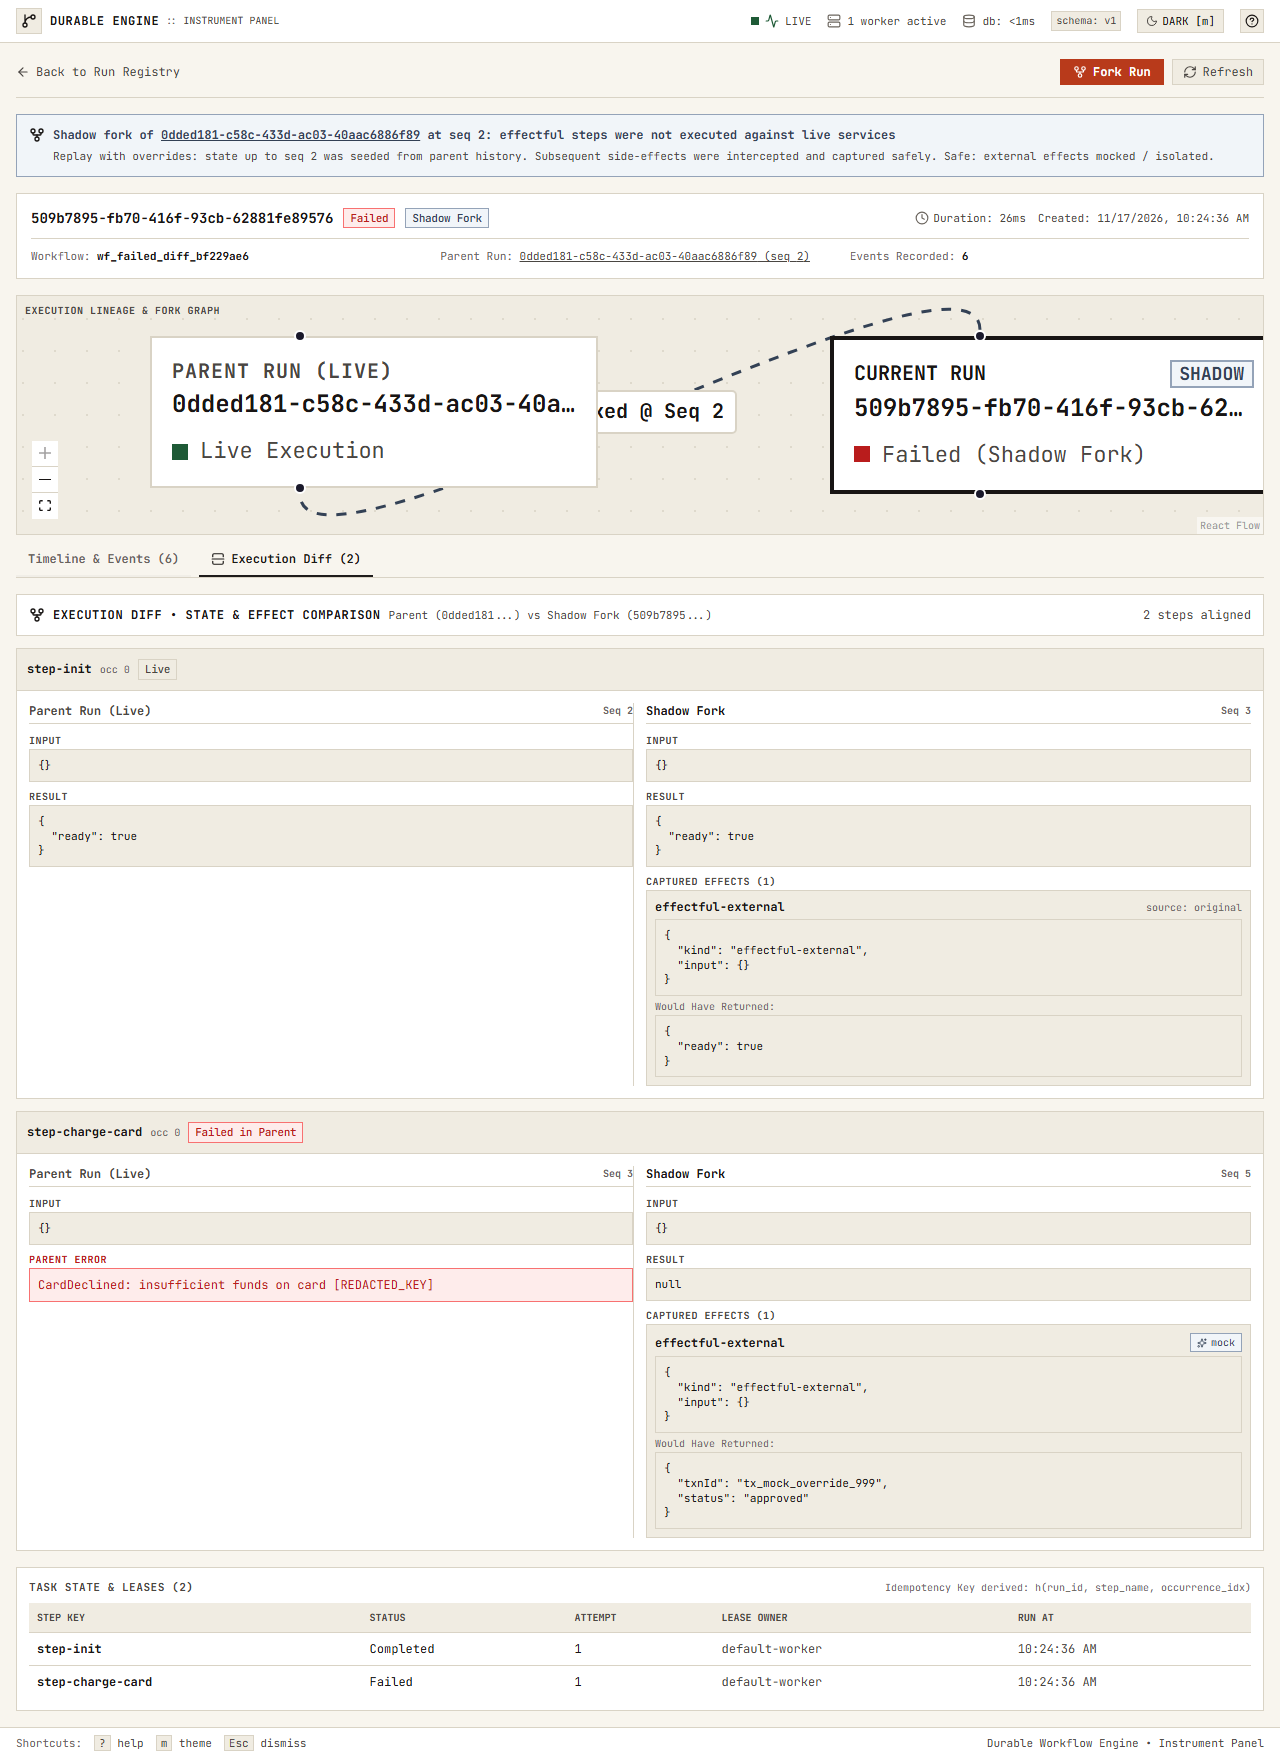 DURABLE ENGINE :: INSTRUMENT PANEL
LIVE
1 worker active
db: <1ms
schema: v1
DARK [m]
Back to Run Registry
Fork Run
Refresh
Shadow fork of 0dded181-c58c-433d-ac03-40aac6886f89 at seq 2: effectful steps were not executed against live services
Replay with overrides: state up to seq 2 was seeded from parent history. Subsequent side-effects were intercepted and captured safely. Safe: external effects mocked / isolated.
509b7895-fb70-416f-93cb-62881fe89576 Failed Shadow Fork
Duration: 26ms Created: 11/17/2026, 10:24:36 AM
Workflow: wf_failed_diff_bf229ae6
Parent Run: 0dded181-c58c-433d-ac03-40aac6886f89 (seq 2)
Events Recorded: 6
EXECUTION LINEAGE & FORK GRAPH
PARENT RUN (LIVE)
0dded181-c58c-433d-ac03-40a…
Live Execution
ked @ Seq 2
CURRENT RUN
SHADOW
509b7895-fb70-416f-93cb-62…
Failed (Shadow Fork)
React Flow
Timeline & Events (6)
Execution Diff (2)
EXECUTION DIFF • STATE & EFFECT COMPARISON Parent (0dded181...) vs Shadow Fork (509b7895...)
2 steps aligned
step-init occ 0 Live
Parent Run (Live)
Seq 2
INPUT
{}
RESULT
{
"ready": true
}
Shadow Fork
Seq 3
INPUT
{}
RESULT
{
"ready": true
}
CAPTURED EFFECTS (1)
effectful-external
source: original
{
"kind": "effectful-external",
"input": {}
}
Would Have Returned:
{
"ready": true
}
step-charge-card occ 0 Failed in Parent
Parent Run (Live)
Seq 3
INPUT
{}
PARENT ERROR
CardDeclined: insufficient funds on card [REDACTED_KEY]
Shadow Fork
Seq 5
INPUT
{}
RESULT
null
CAPTURED EFFECTS (1)
effectful-external
mock
{
"kind": "effectful-external",
"input": {}
}
Would Have Returned:
{
"txnId": "tx_mock_override_999",
"status": "approved"
}
TASK STATE & LEASES (2)
Idempotency Key derived: h(run_id, step_name, occurrence_idx)
STEP KEY STATUS ATTEMPT LEASE OWNER RUN AT
step-init Completed 1 default-worker 10:24:36 AM
step-charge-card Failed 1 default-worker 10:24:36 AM
Shortcuts: ? help m theme Esc dismiss
Durable Workflow Engine • Instrument Panel